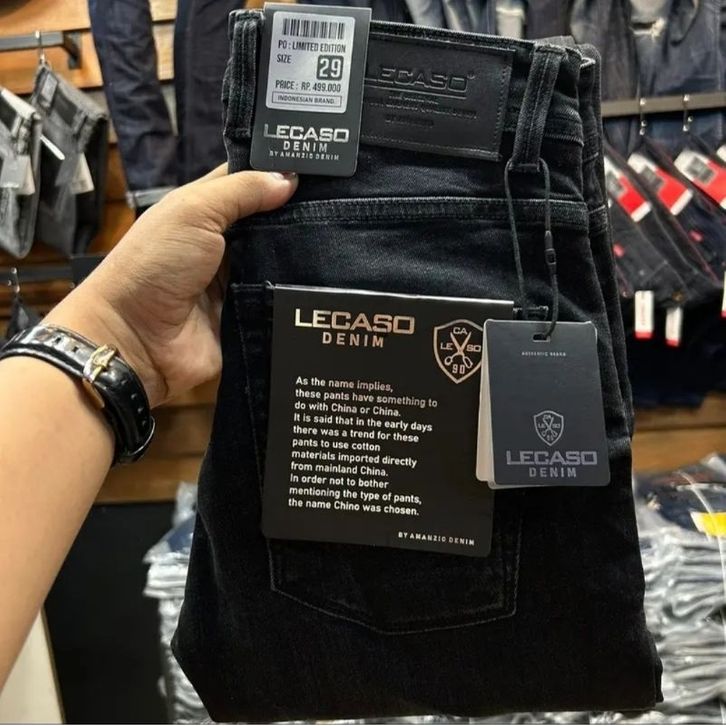 PO : LIMITED EDITION
SIZE
29
PRICE : RP. 499.000
INDONESIAN BRAND.
LECASO
DENIM
BY AMANZIO DENIM
LECASO
LECASO
DENIM
CA
LE SO
90
As the name implies,
these pants have something to
do with China or China.
It is said that in the early days
there was a trend for these
pants to use cotton
materials imported directly
from mainland China.
In order not to bother
mentioning the type of pants,
the name Chino was chosen.
BY AMANZIO DENIM
AUTHENTIC BRAND
LECASO
DENIM